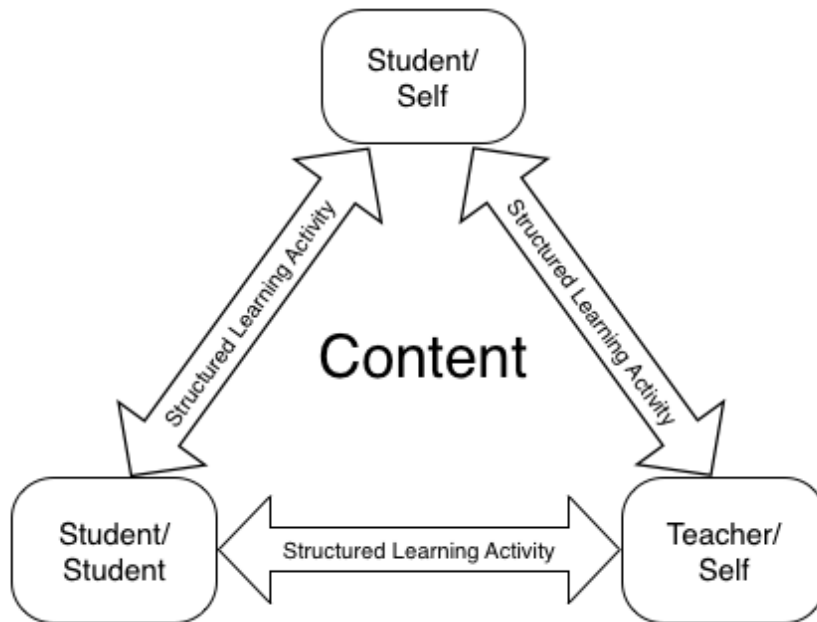 Student/
Self
Structured Learning Activity
Structured Learning Activity
Content
Student/
Student
Structured Learning Activity
Teacher/
Self